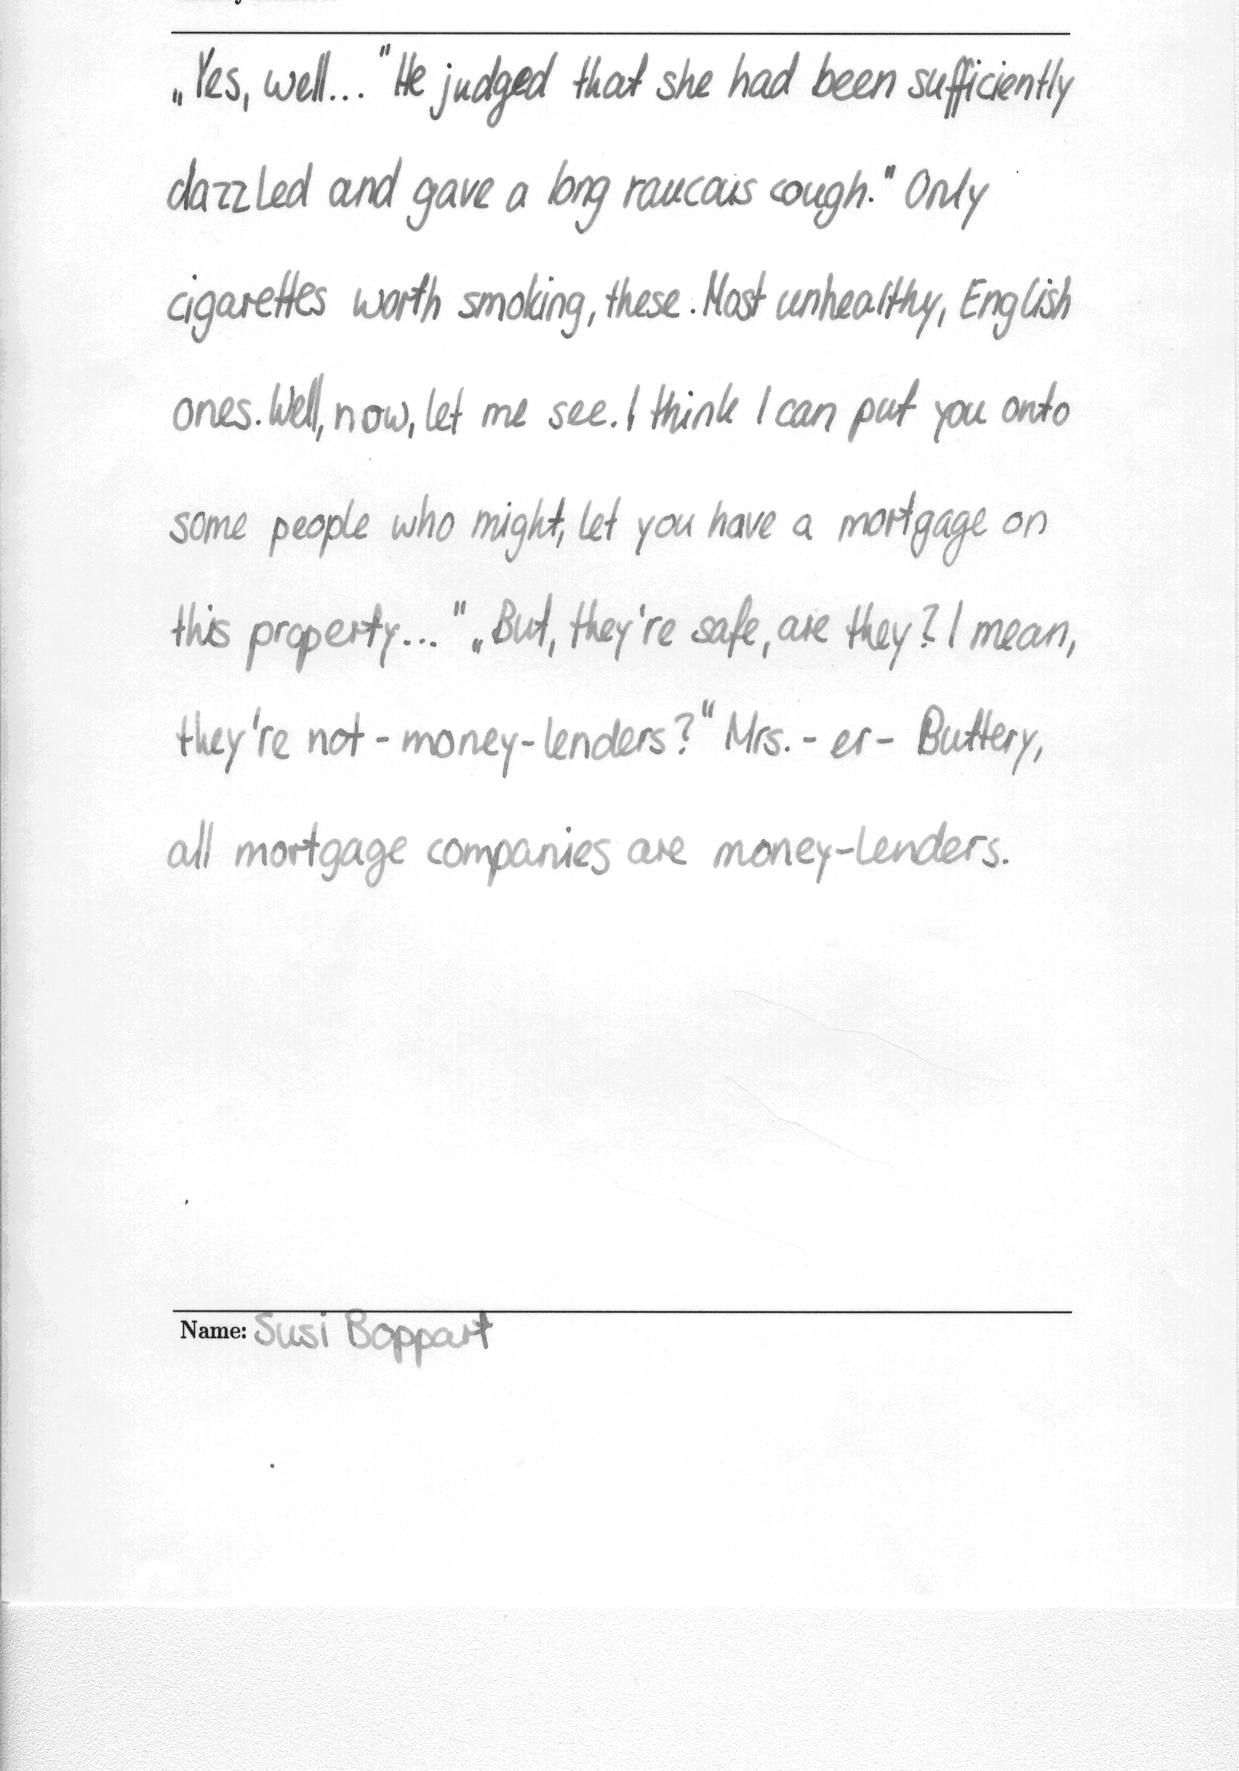 „Yes, well... "He judged that she had been sufficiently
dazzled and gave a long raucous cough." Only
cigarettes worth smoking, these. Most unhealthy, English
ones. Well, now, let me see. I think I can put you onto
some people who might, let you have a mortgage on
this property... " „But, they're safe, are they? I mean,
they're not - money-lenders?" Mrs. - er - Buttery,
all mortgage companies are money-lenders.
Name: Susi Boppart